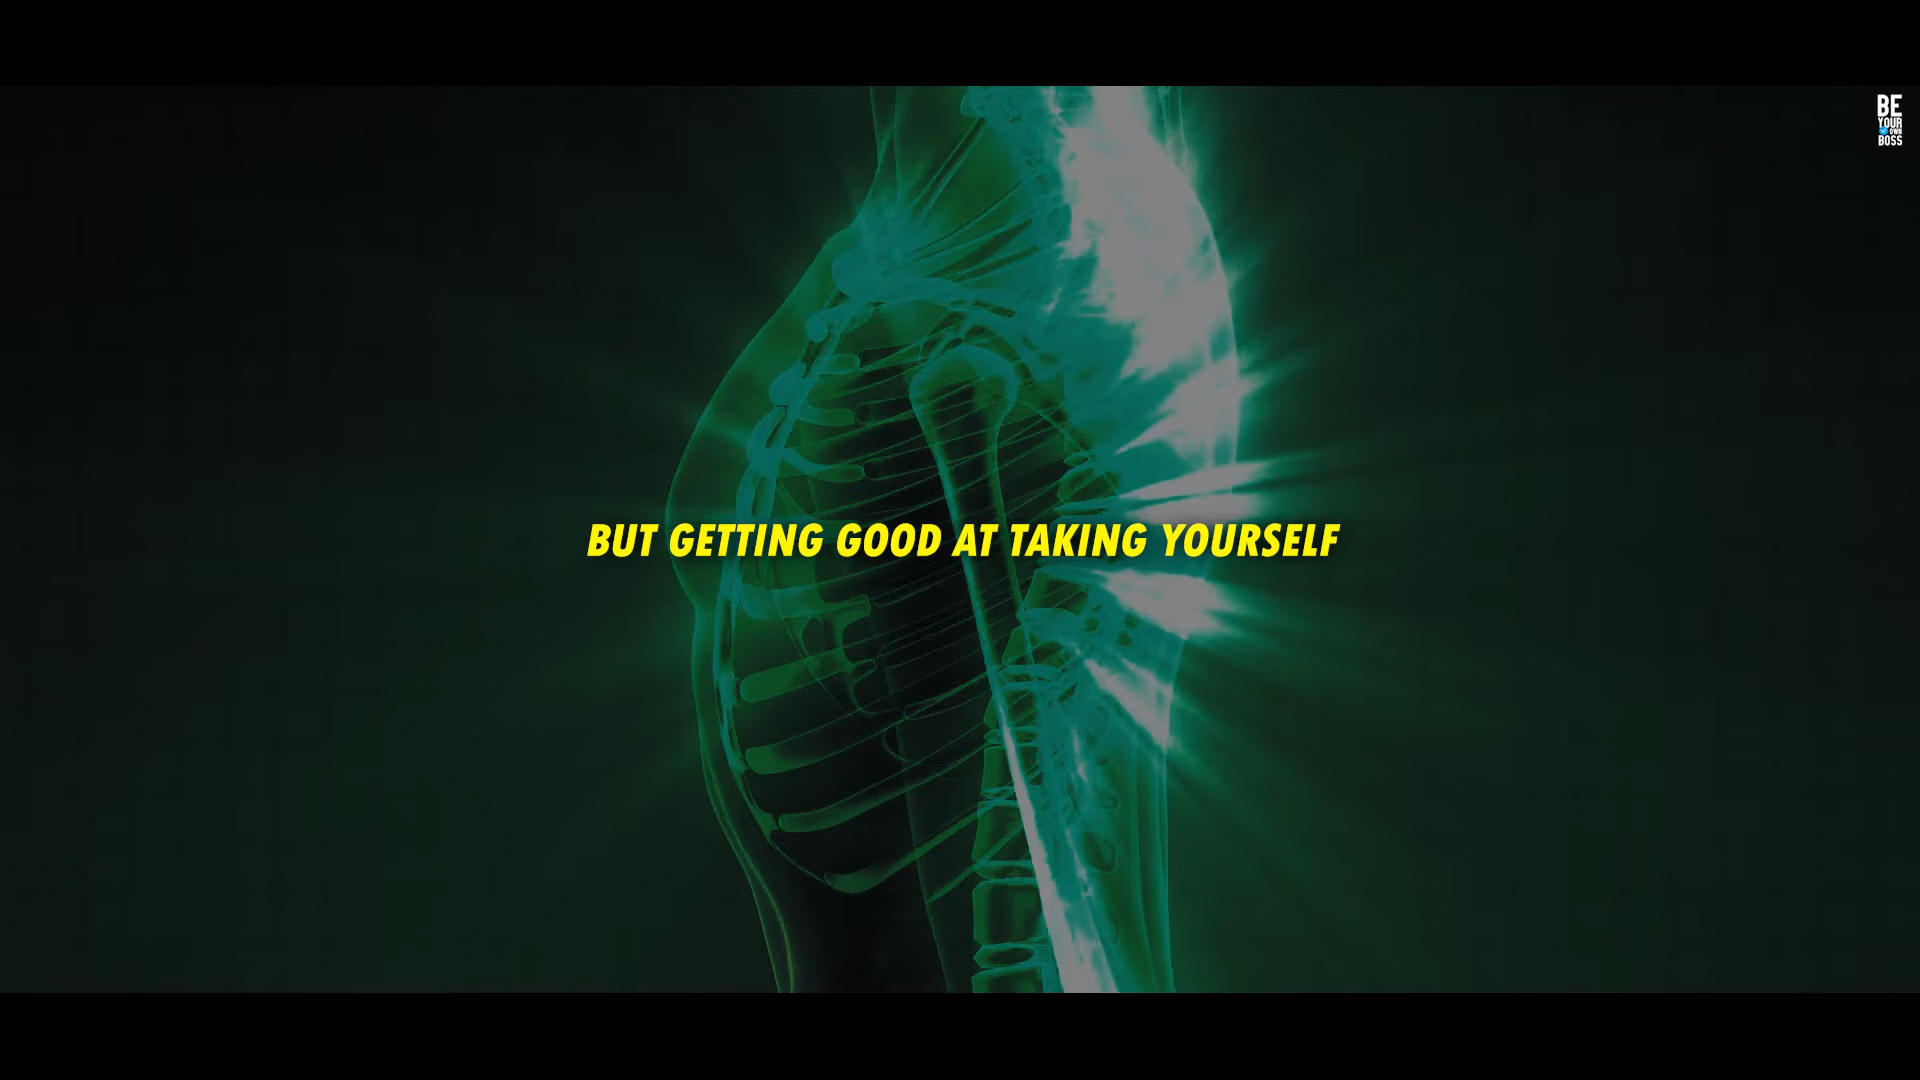 BE
YOUR
OWN
BOSS
BUT GETTING GOOD AT TAKING YOURSELF